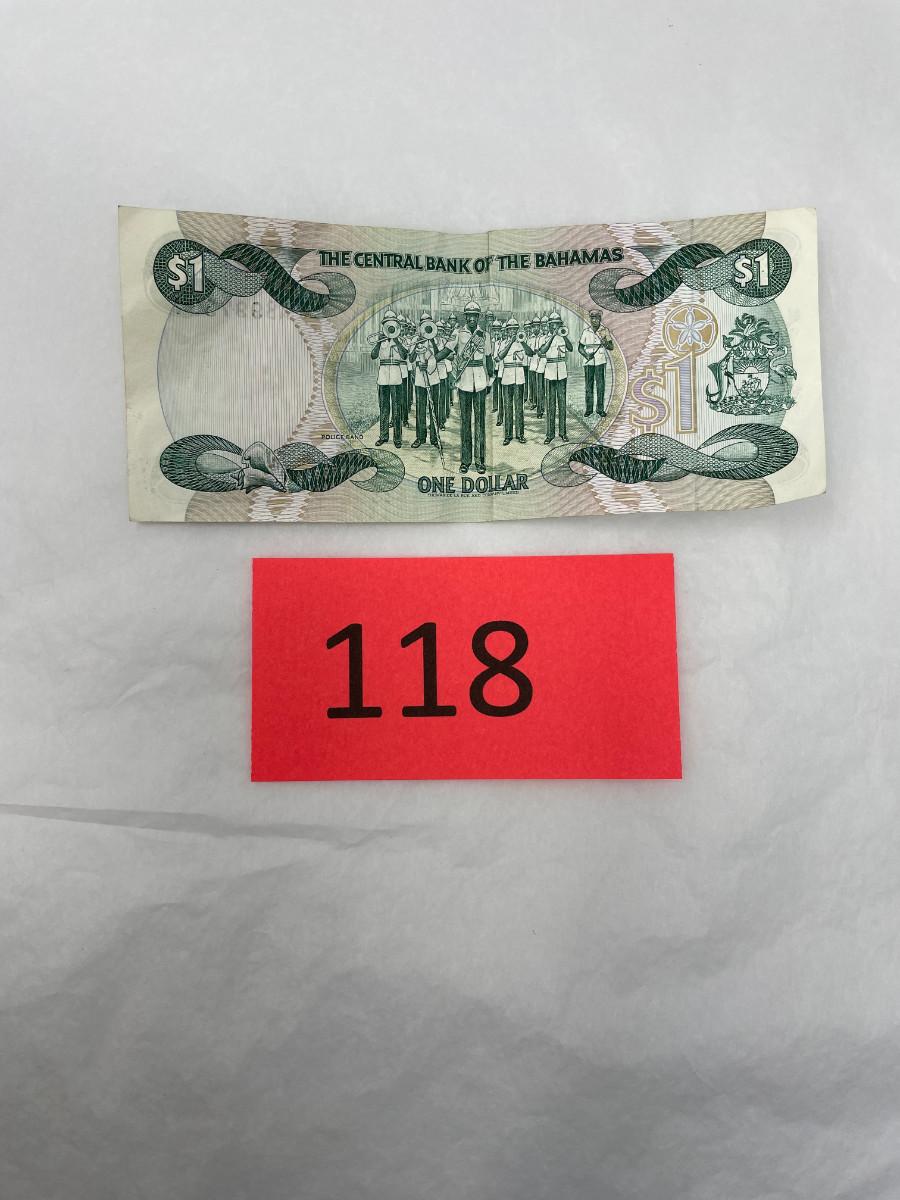 THE CENTRAL BANK OF THE BAHAMAS
$1
$1
$1
POLICE BAND
ONE DOLLAR
118